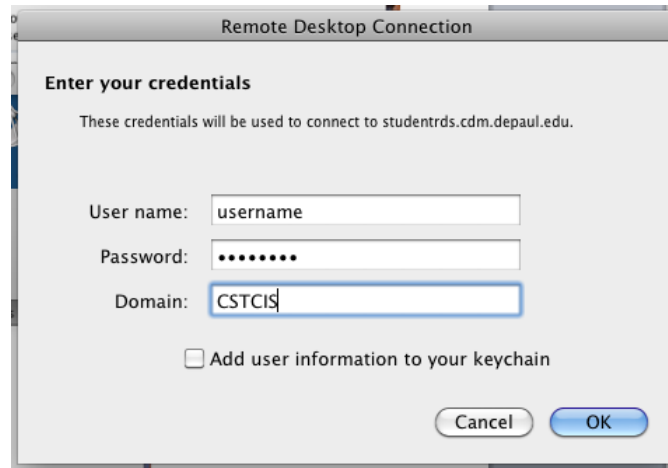 Remote Desktop Connection
Enter your credentials
These credentials will be used to connect to studentrds.cdm.depaul.edu.
User name: username
Password: ••••••••
Domain: CSTCIS
Add user information to your keychain
Cancel OK